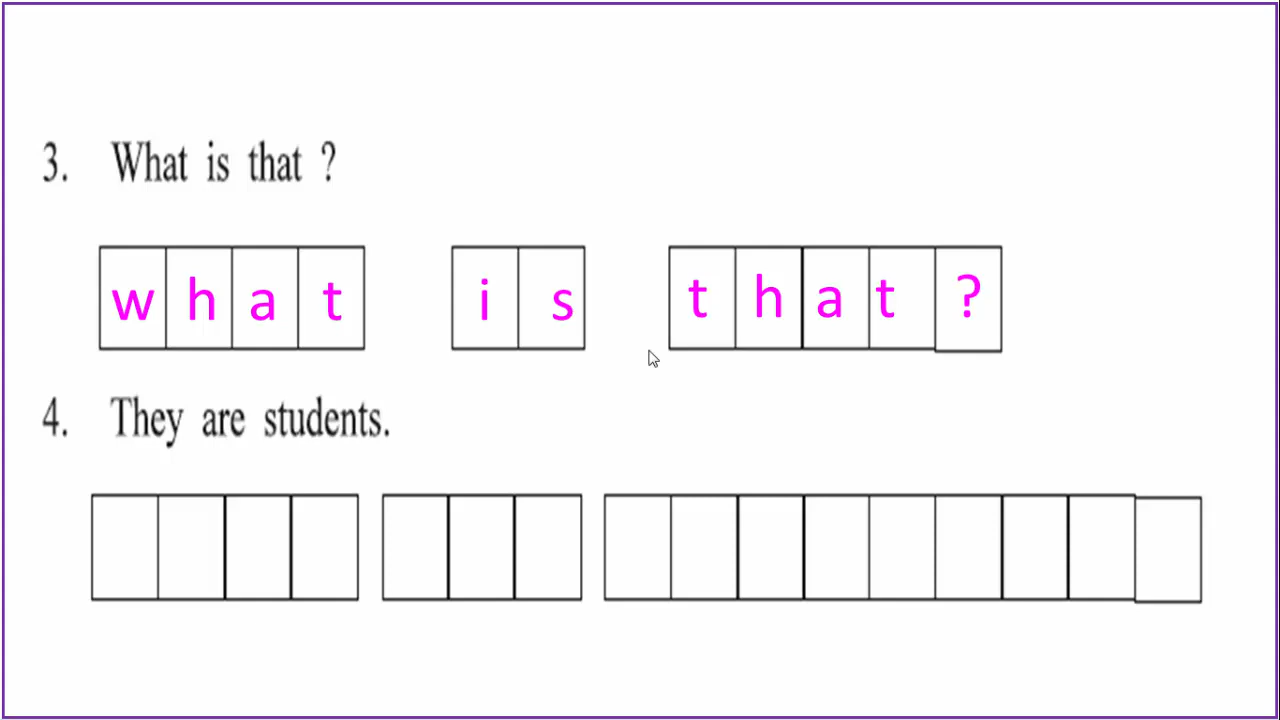 3. What is that ?
w h a t i s t h a t ?
4. They are students.